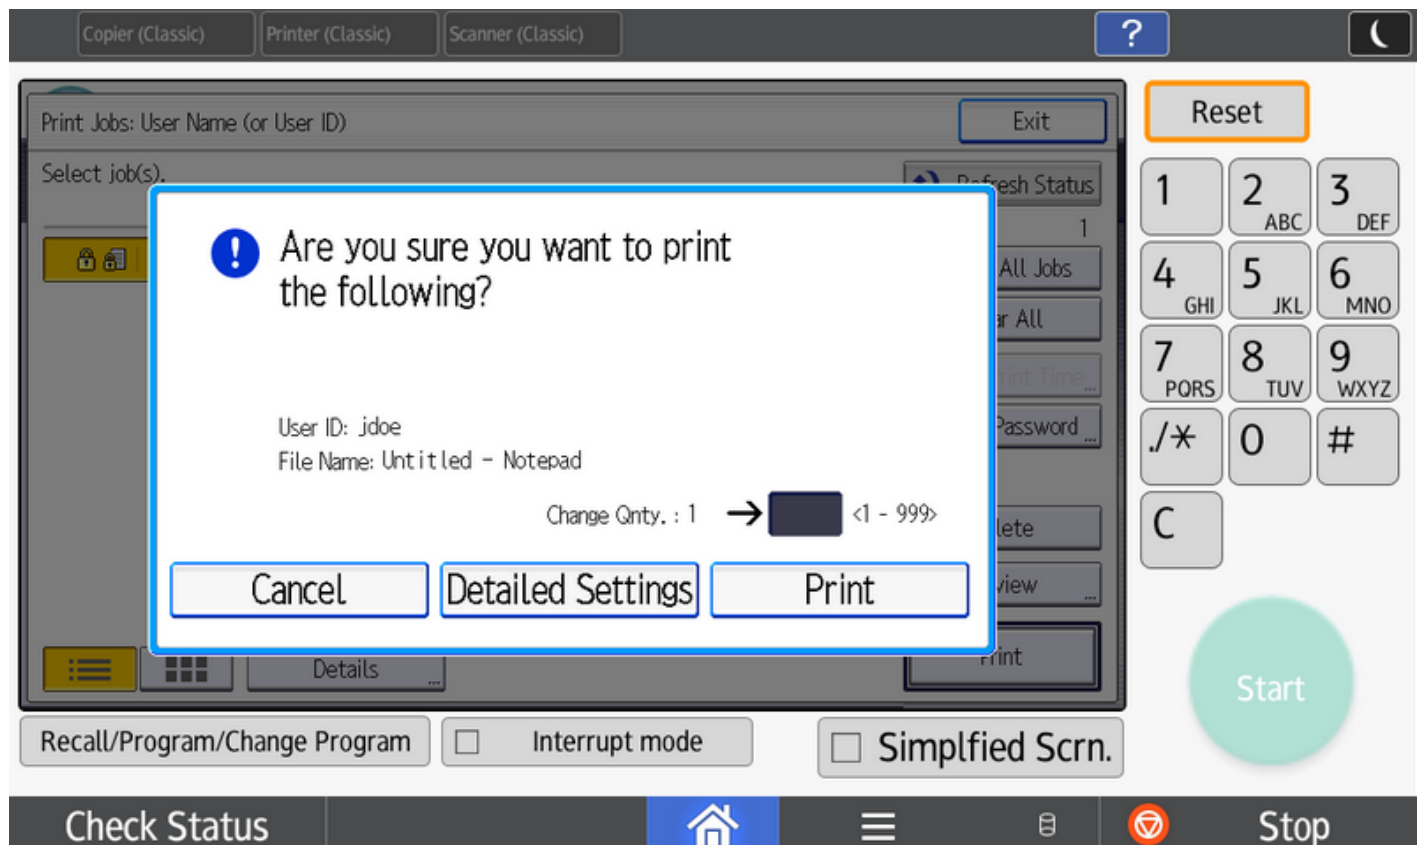 Copier (Classic)
Printer (Classic)
Scanner (Classic)
?
Print Jobs: User Name (or User ID)
Exit
Reset
Select job(s).
Refresh Status
1
All Jobs
All
Print Time...
Password...
Are you sure you want to print
the following?
User ID: jdoe
File Name: Untitled - Notepad
Change Qnty. : 1 → <1 - 999>
Cancel
Detailed Settings
Print
Details...
Print
1
2 ABC
3 DEF
4 GHI
5 JKL
6 MNO
7 PQRS
8 TUV
9 WXYZ
./*
0
#
C
Start
Recall/Program/Change Program
Interrupt mode
Simplfied Scrn.
Check Status
Stop